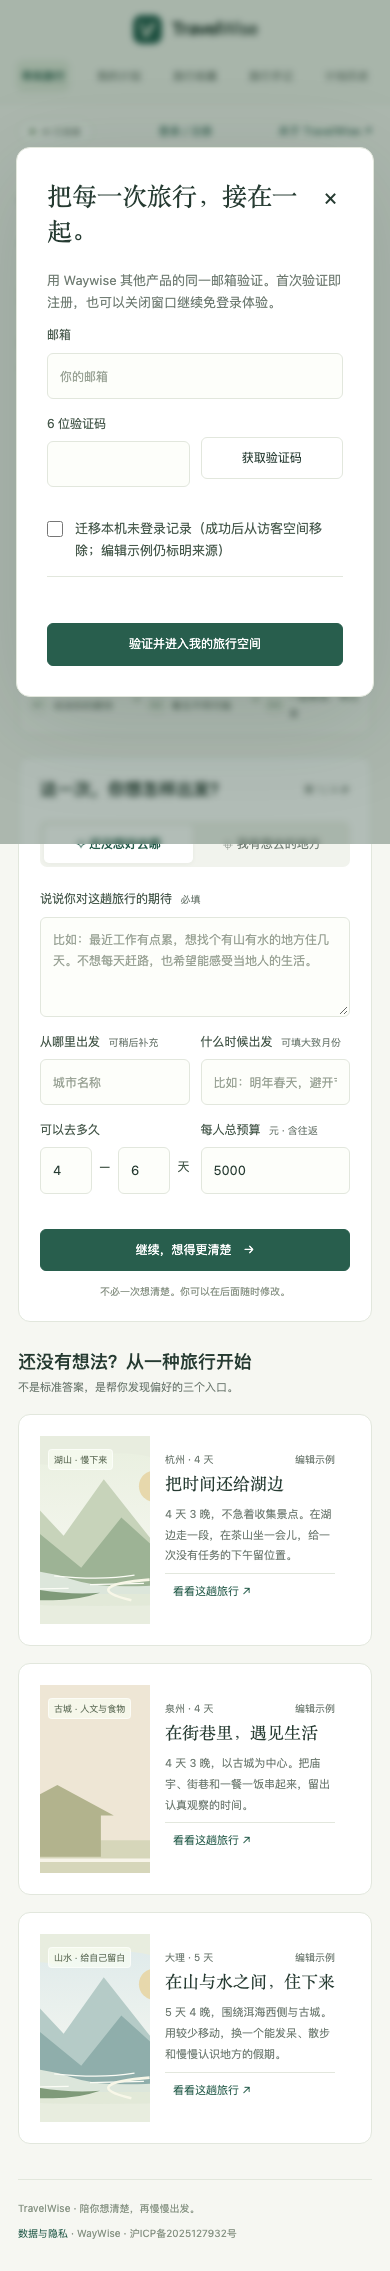 TravelWise
把每一次旅行，接在一
起。
×
用 Waywise 其他产品的同一邮箱验证。首次验证即
注册，也可以关闭窗口继续免登录体验。
邮箱
你的邮箱
6 位验证码
获取验证码
迁移本机未登录记录（成功后从访客空间移
除；编辑示例仍标明来源）
验证并进入我的旅行空间
这一次，你想怎样出发？
还没想好去哪
我有想去的地方
说说你对这趟旅行的期待 必填
比如：最近工作有点累，想找个有山有水的地方住几
天。不想每天赶路，也希望能感受当地人的生活。
从哪里出发 可稍后补充
什么时候出发 可填大致月份
城市名称
比如：明年春天，避开
可以去多久
每人总预算 元 · 含往返
4 — 6 天
5000
继续，想得更清楚 →
不必一次想清楚。你可以在后面随时修改。
还没有想法？从一种旅行开始
不是标准答案，是帮你发现偏好的三个入口。
湖山 · 慢下来
杭州 · 4 天
编辑示例
把时间还给湖边
4 天 3 晚，不急着收集景点。在湖
边走一段，在茶山坐一会儿，给一
次没有任务的下午留位置。
看看这趟旅行 ↗
古城 · 人文与食物
泉州 · 4 天
编辑示例
在街巷里，遇见生活
4 天 3 晚，以古城为中心。把庙
宇、街巷和一餐一饭串起来，留出
认真观察的时间。
看看这趟旅行 ↗
山水 · 给自己留白
大理 · 5 天
编辑示例
在山与水之间，住下来
5 天 4 晚，围绕洱海西侧与古城。
用较少移动，换一个能发呆、散步
和慢慢认识地方的假期。
看看这趟旅行 ↗
TravelWise · 陪你想清楚，再慢慢出发。
数据与隐私 · WayWise · 沪ICP备2025127932号